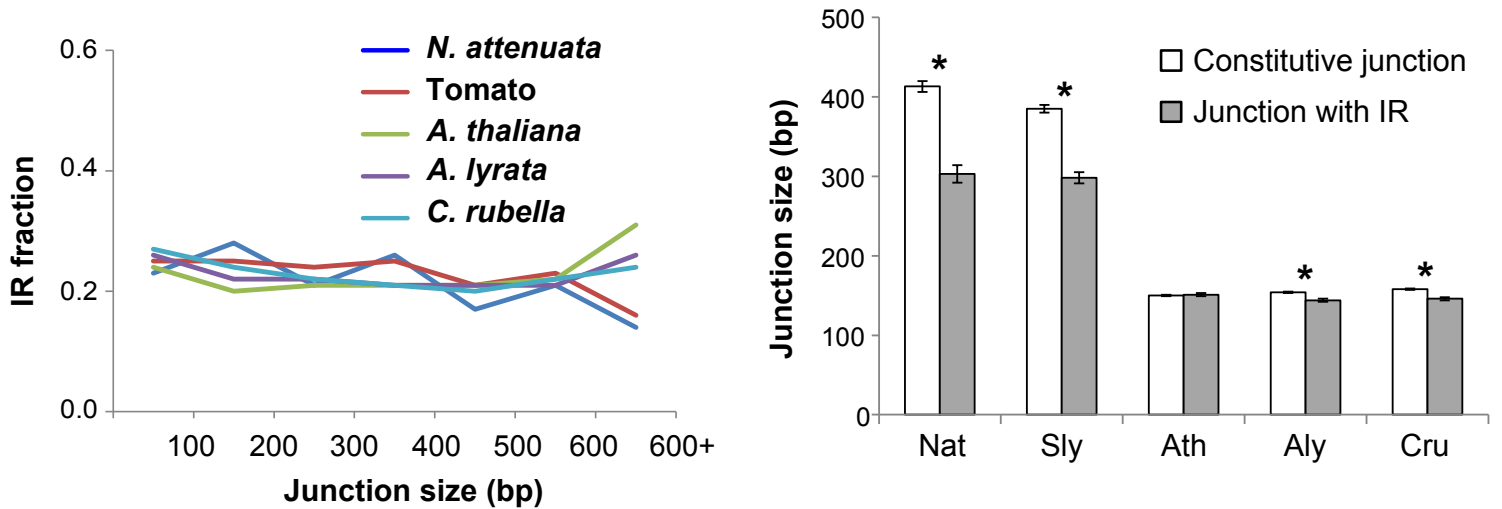 0.6
0.4
0.2
0.0
IR fraction
N. attenuata
Tomato
A. thaliana
A. lyrata
C. rubella
100 200 300 400 500 600 600+
Junction size (bp)
500
400
300
200
100
0
Junction size (bp)
Constitutive junction
Junction with IR
* * * *
Nat Sly Ath Aly Cru